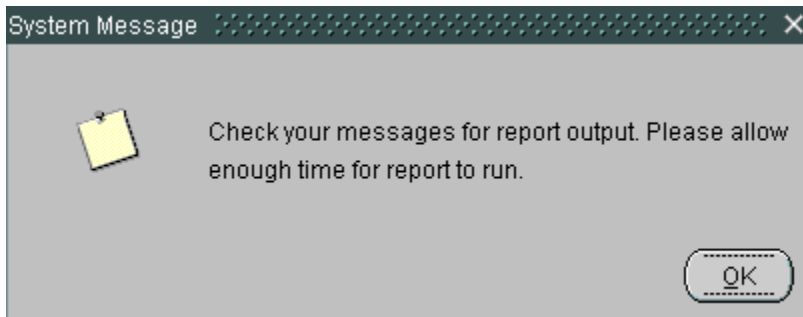 System Message
Check your messages for report output. Please allow
enough time for report to run.
OK